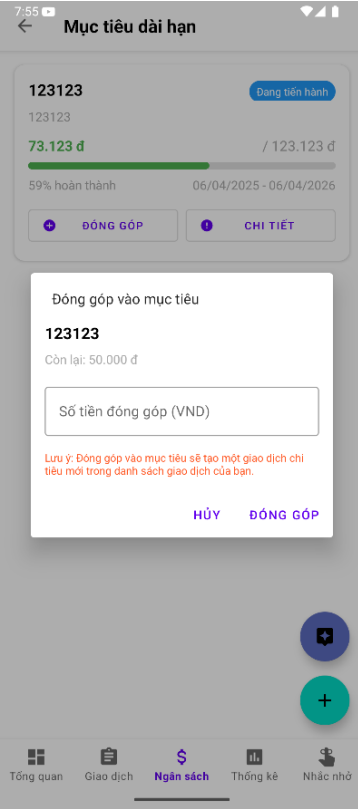 7:55
Mục tiêu dài hạn
123123
Đang tiến hành
123123
73.123 đ
/ 123.123 đ
59% hoàn thành
06/04/2025 - 06/04/2026
ĐÓNG GÓP
CHI TIẾT
Đóng góp vào mục tiêu
123123
Còn lại: 50.000 đ
Số tiền đóng góp (VND)
Lưu ý: Đóng góp vào mục tiêu sẽ tạo một giao dịch chi
tiêu mới trong danh sách giao dịch của bạn.
HỦY
ĐÓNG GÓP
Tổng quan
Giao dịch
Ngân sách
Thống kê
Nhắc nhở